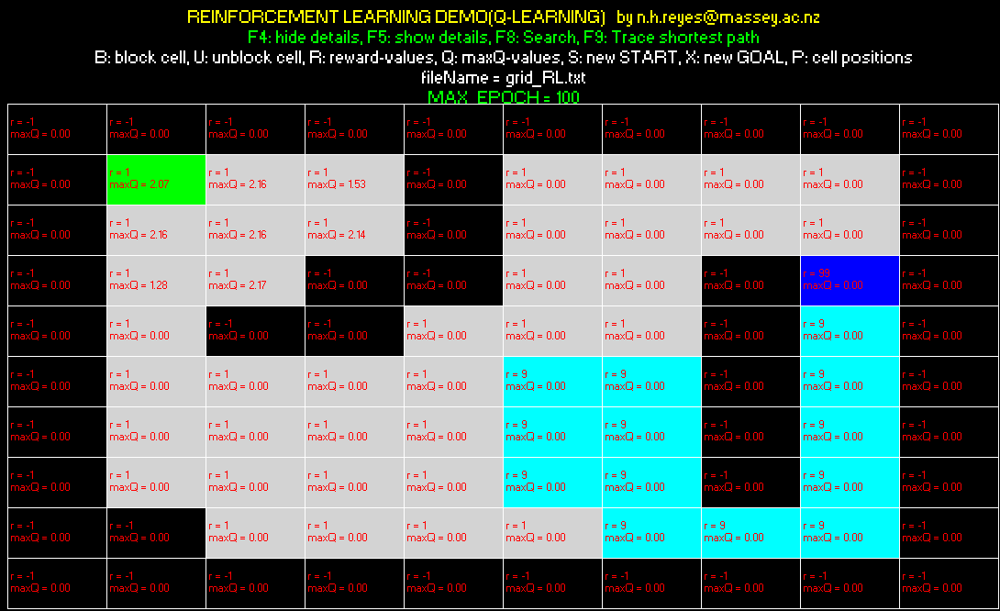 REINFORCEMENT LEARNING DEMO(Q-LEARNING) by n.h.reyes@massey.ac.nz
F4: hide details, F5: show details, F8: Search, F9: Trace shortest path
B: block cell, U: unblock cell, R: reward-values, Q: maxQ-values, S: new START, X: new GOAL, P: cell positions
fileName = grid_RL.txt
MAX_EPOCH = 100
r = -1 r = -1 r = -1 r = -1 r = -1 r = -1 r = -1 r = -1 r = -1 r = -1
maxQ = 0.00 maxQ = 0.00 maxQ = 0.00 maxQ = 0.00 maxQ = 0.00 maxQ = 0.00 maxQ = 0.00 maxQ = 0.00 maxQ = 0.00 maxQ = 0.00
r = -1 r = 1 r = 1 r = 1 r = -1 r = 1 r = 1 r = 1 r = 1 r = -1
maxQ = 0.00 maxQ = 2.07 maxQ = 2.16 maxQ = 1.53 maxQ = 0.00 maxQ = 0.00 maxQ = 0.00 maxQ = 0.00 maxQ = 0.00 maxQ = 0.00
r = -1 r = 1 r = 1 r = 1 r = -1 r = 1 r = 1 r = 1 r = 1 r = -1
maxQ = 0.00 maxQ = 2.16 maxQ = 2.16 maxQ = 2.14 maxQ = 0.00 maxQ = 0.00 maxQ = 0.00 maxQ = 0.00 maxQ = 0.00 maxQ = 0.00
r = -1 r = 1 r = 1 r = -1 r = -1 r = 1 r = 1 r = -1 r = 99 r = -1
maxQ = 0.00 maxQ = 1.28 maxQ = 2.17 maxQ = 0.00 maxQ = 0.00 maxQ = 0.00 maxQ = 0.00 maxQ = 0.00 maxQ = 0.00 maxQ = 0.00
r = -1 r = 1 r = -1 r = -1 r = 1 r = 1 r = 1 r = -1 r = 9 r = -1
maxQ = 0.00 maxQ = 0.00 maxQ = 0.00 maxQ = 0.00 maxQ = 0.00 maxQ = 0.00 maxQ = 0.00 maxQ = 0.00 maxQ = 0.00 maxQ = 0.00
r = -1 r = 1 r = 1 r = 1 r = 1 r = 9 r = 9 r = -1 r = 9 r = -1
maxQ = 0.00 maxQ = 0.00 maxQ = 0.00 maxQ = 0.00 maxQ = 0.00 maxQ = 0.00 maxQ = 0.00 maxQ = 0.00 maxQ = 0.00 maxQ = 0.00
r = -1 r = 1 r = 1 r = 1 r = 1 r = 9 r = 9 r = -1 r = 9 r = -1
maxQ = 0.00 maxQ = 0.00 maxQ = 0.00 maxQ = 0.00 maxQ = 0.00 maxQ = 0.00 maxQ = 0.00 maxQ = 0.00 maxQ = 0.00 maxQ = 0.00
r = -1 r = 1 r = 1 r = 1 r = 1 r = 9 r = 9 r = -1 r = 9 r = -1
maxQ = 0.00 maxQ = 0.00 maxQ = 0.00 maxQ = 0.00 maxQ = 0.00 maxQ = 0.00 maxQ = 0.00 maxQ = 0.00 maxQ = 0.00 maxQ = 0.00
r = -1 r = -1 r = 1 r = 1 r = 1 r = 1 r = 9 r = 9 r = 9 r = -1
maxQ = 0.00 maxQ = 0.00 maxQ = 0.00 maxQ = 0.00 maxQ = 0.00 maxQ = 0.00 maxQ = 0.00 maxQ = 0.00 maxQ = 0.00 maxQ = 0.00
r = -1 r = -1 r = -1 r = -1 r = -1 r = -1 r = -1 r = -1 r = -1 r = -1
maxQ = 0.00 maxQ = 0.00 maxQ = 0.00 maxQ = 0.00 maxQ = 0.00 maxQ = 0.00 maxQ = 0.00 maxQ = 0.00 maxQ = 0.00 maxQ = 0.00